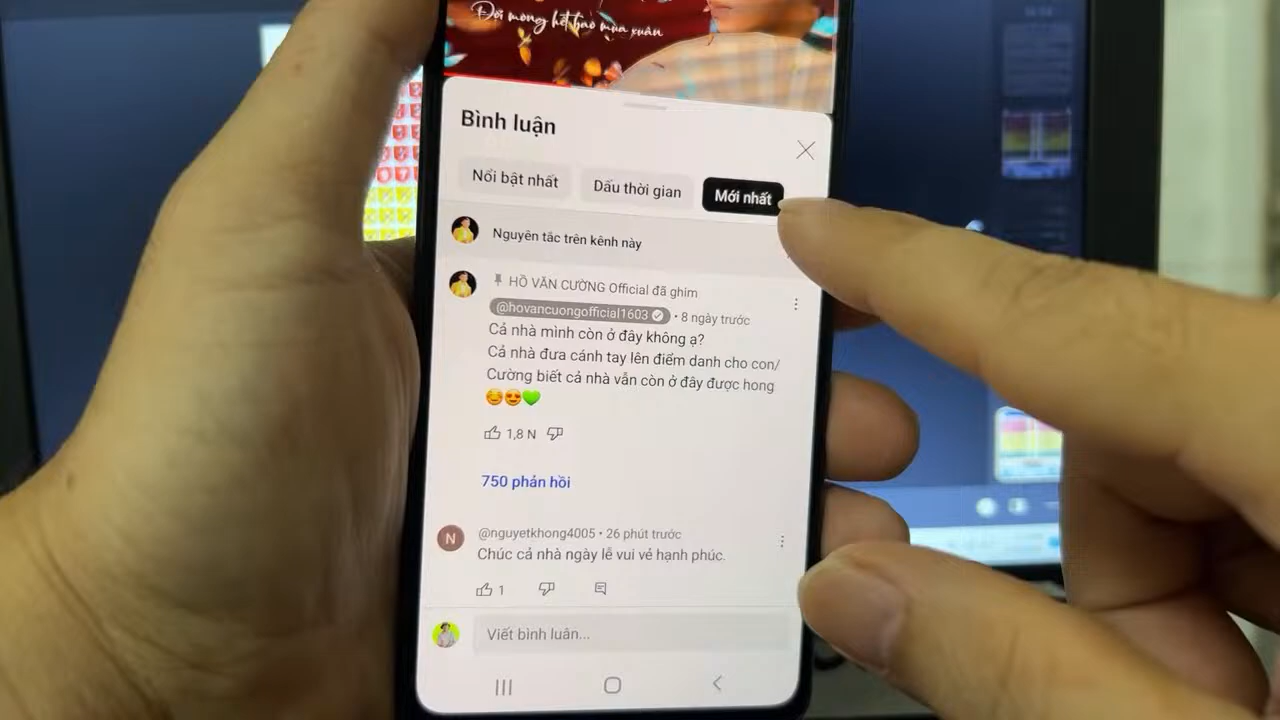 Đợi mong hết bao mùa xuân
Bình luận
Nổi bật nhất
Dấu thời gian
Mới nhất
Nguyên tắc trên kênh này
HỒ VĂN CƯỜNG Official đã ghim
@hovancuongofficial1603 • 8 ngày trước
Cả nhà mình còn ở đây không ạ?
Cả nhà đưa cánh tay lên điểm danh cho con/
Cường biết cả nhà vẫn còn ở đây được hong
☺️😍💚
1,8 N
750 phản hồi
N
@nguyetkhong4005 • 26 phút trước
Chúc cả nhà ngày lễ vui vẻ hạnh phúc.
1
Viết bình luận...